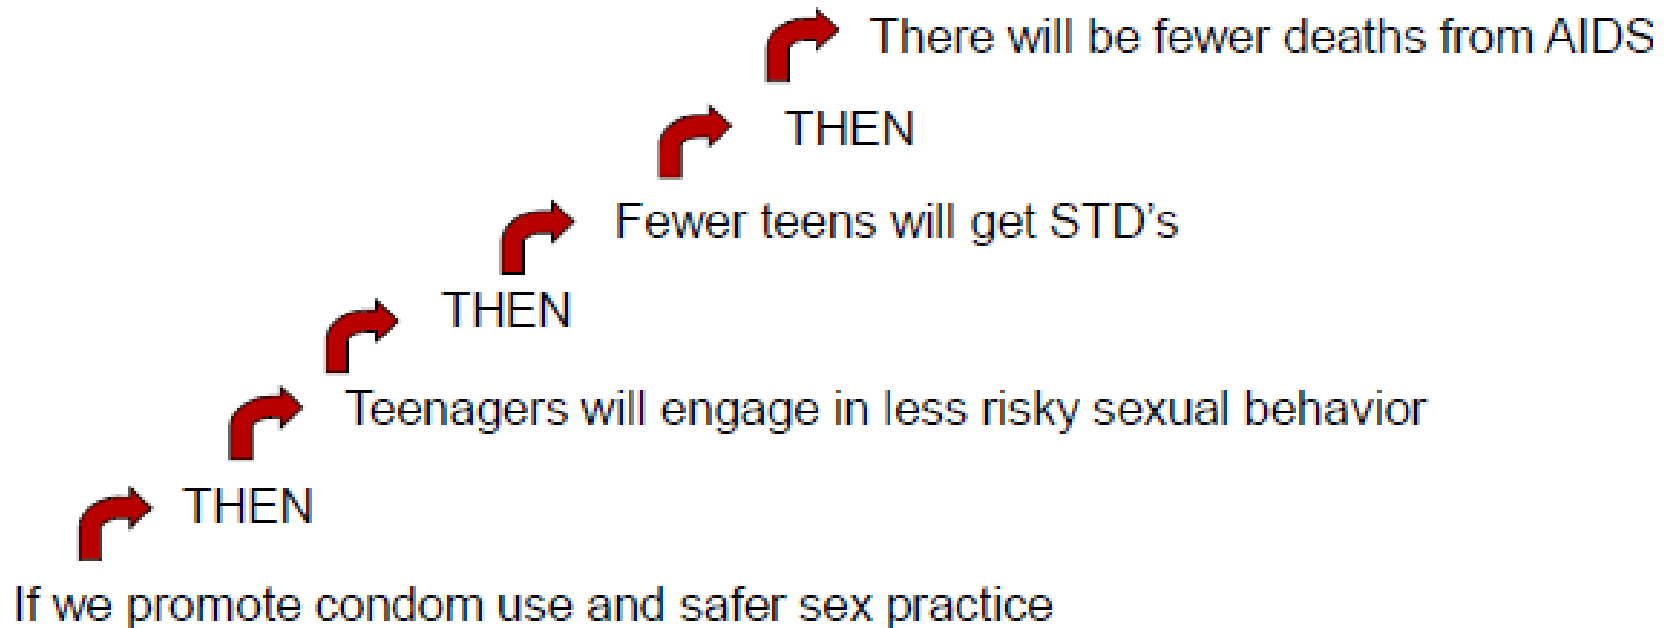 There will be fewer deaths from AIDS
THEN
Fewer teens will get STD's
THEN
Teenagers will engage in less risky sexual behavior
THEN
If we promote condom use and safer sex practice